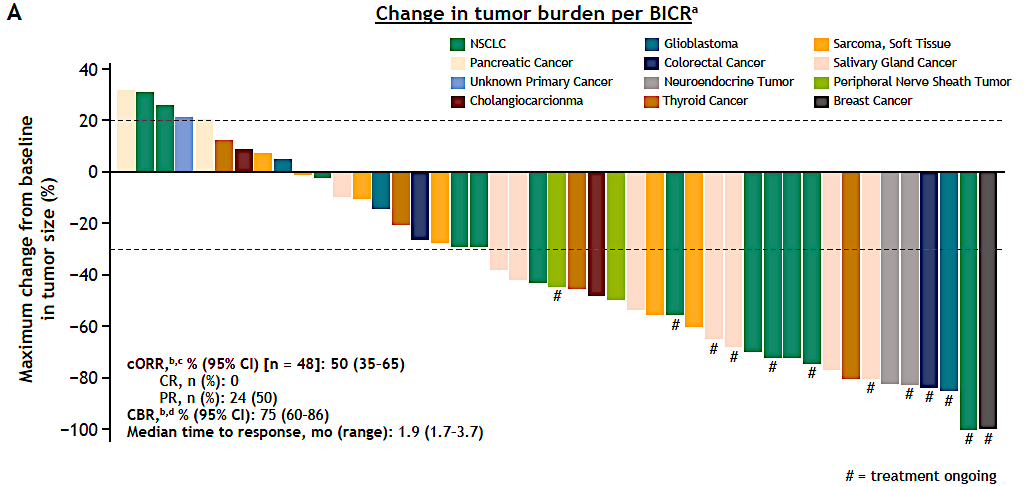 A
Change in tumor burden per BICRᵃ
NSCLC
Glioblastoma
Sarcoma, Soft Tissue
Pancreatic Cancer
Colorectal Cancer
Salivary Gland Cancer
Unknown Primary Cancer
Neuroendocrine Tumor
Peripheral Nerve Sheath Tumor
Cholangiocarcionma
Thyroid Cancer
Breast Cancer
Maximum change from baseline
in tumor size (%)
40
20
0
−20
−40
−60
−80
−100
# # # # # # # # # # # # # #
cORR,ᵇ,ᶜ % (95% CI) [n = 48]: 50 (35–65)
CR, n (%): 0
PR, n (%): 24 (50)
CBR,ᵇ,ᵈ % (95% CI): 75 (60–86)
Median time to response, mo (range): 1.9 (1.7–3.7)
# = treatment ongoing